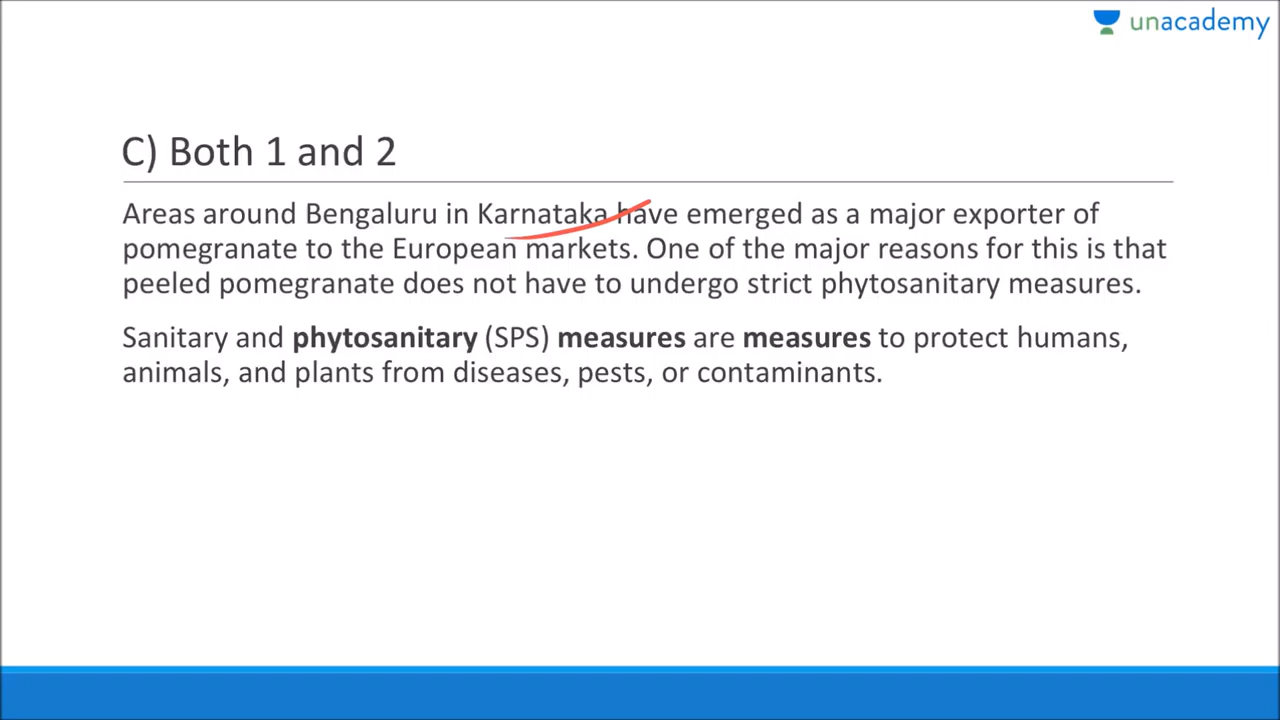 unacademy
C) Both 1 and 2
Areas around Bengaluru in Karnataka have emerged as a major exporter of
pomegranate to the European markets. One of the major reasons for this is that
peeled pomegranate does not have to undergo strict phytosanitary measures.
Sanitary and phytosanitary (SPS) measures are measures to protect humans,
animals, and plants from diseases, pests, or contaminants.